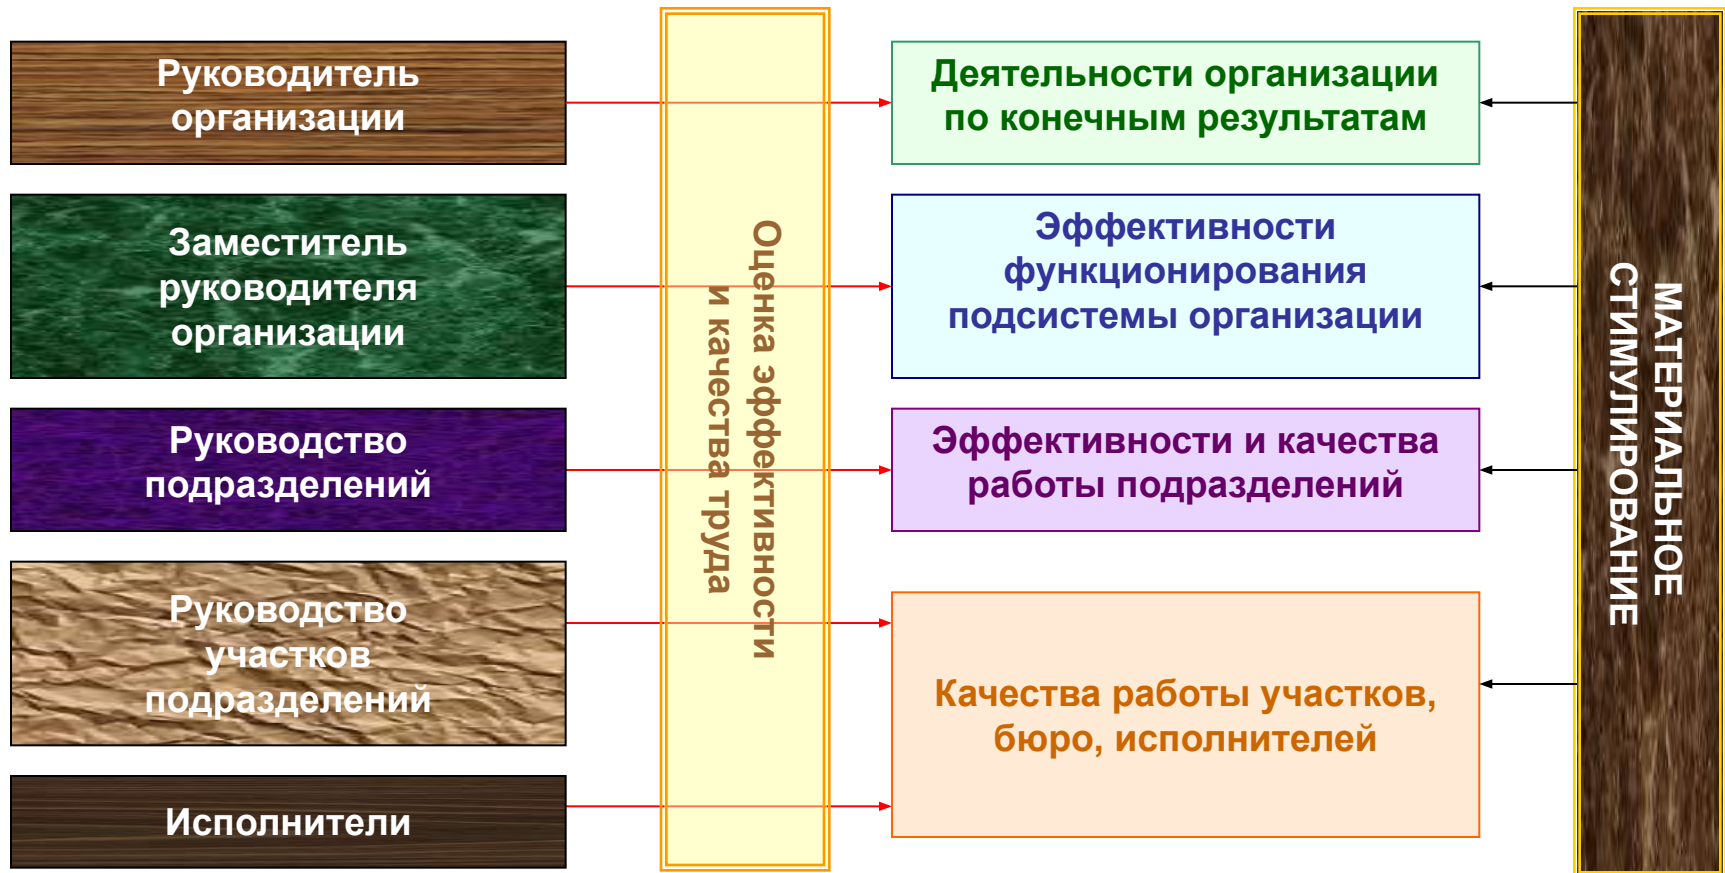 Руководитель
организации
Заместитель
руководителя
организации
Руководство
подразделений
Руководство
участков
подразделений
Исполнители
Оценка эффективности
и качества труда
Деятельности организации
по конечным результатам
Эффективности
функционирования
подсистемы организации
Эффективности и качества
работы подразделений
Качества работы участков,
бюро, исполнителей
МАТЕРИАЛЬНОЕ
СТИМУЛИРОВАНИЕ